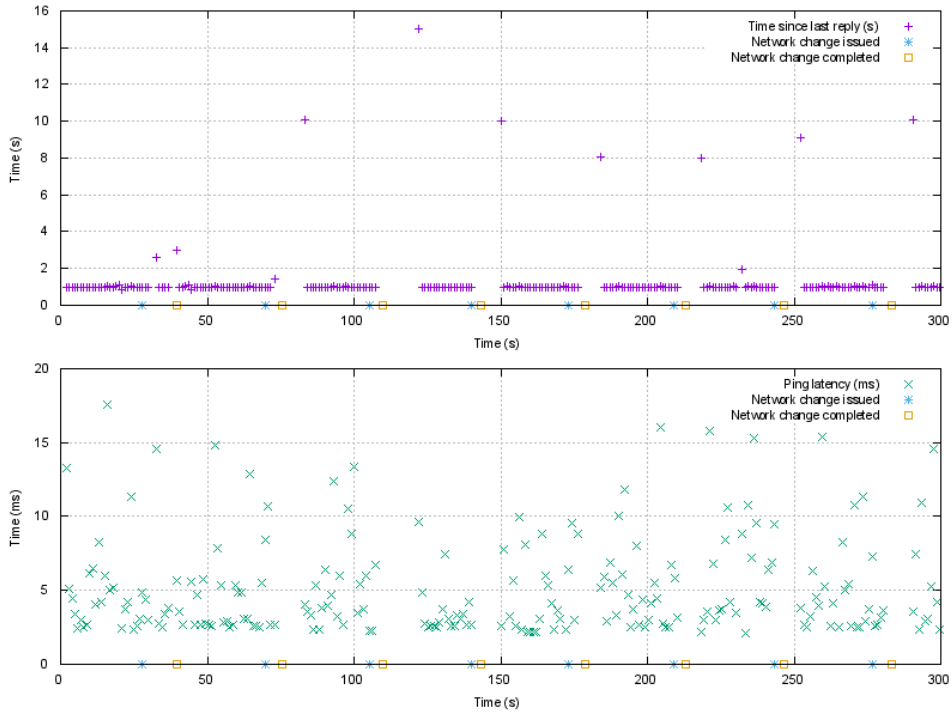 16
14
12
10
8
6
4
2
0
Time (s)
Time since last reply (s)
Network change issued
Network change completed
0 50 100 150 200 250 300
Time (s)
20
15
10
5
0
Time (ms)
Ping latency (ms)
Network change issued
Network change completed
0 50 100 150 200 250 300
Time (s)